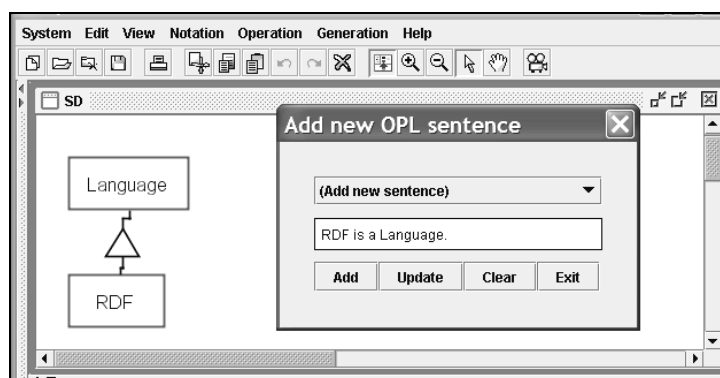 System Edit View Notation Operation Generation Help
SD
Add new OPL sentence
Language
(Add new sentence)
RDF is a Language.
Add Update Clear Exit
RDF